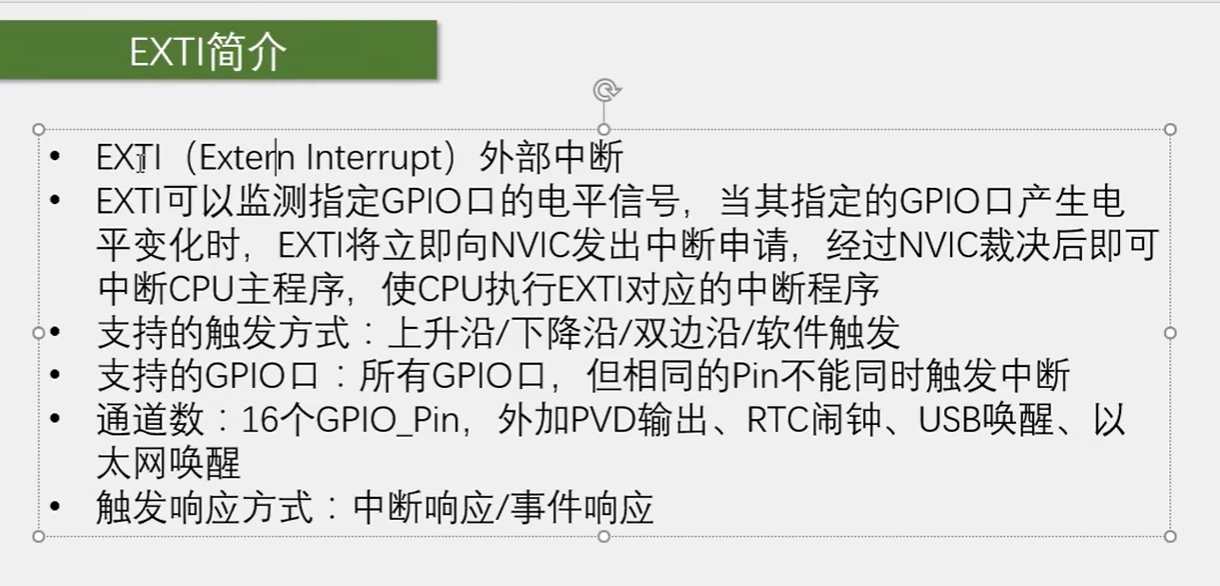 EXTI简介
• EXTI（Extern Interrupt）外部中断
• EXTI可以监测指定GPIO口的电平信号，当其指定的GPIO口产生电
平变化时，EXTI将立即向NVIC发出中断申请，经过NVIC裁决后即可
中断CPU主程序，使CPU执行EXTI对应的中断程序
• 支持的触发方式：上升沿/下降沿/双边沿/软件触发
• 支持的GPIO口：所有GPIO口，但相同的Pin不能同时触发中断
• 通道数：16个GPIO_Pin，外加PVD输出、RTC闹钟、USB唤醒、以
太网唤醒
• 触发响应方式：中断响应/事件响应